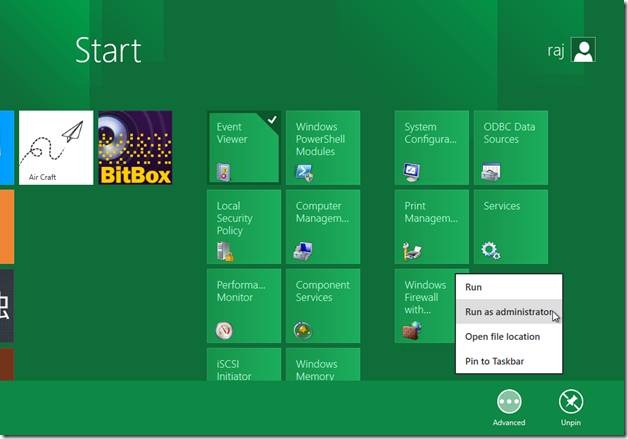 Start
raj
Air Craft
BitBox
Event
Viewer
Windows
PowerShell
Modules
System
Configura...
ODBC Data
Sources
Local
Security
Policy
Computer
Managem...
Print
Managem...
Services
Performa...
Monitor
Component
Services
Windows
Firewall
with...
iSCSI
Initiator
Windows
Memory
Run
Run as administrator
Open file location
Pin to Taskbar
Advanced
Unpin